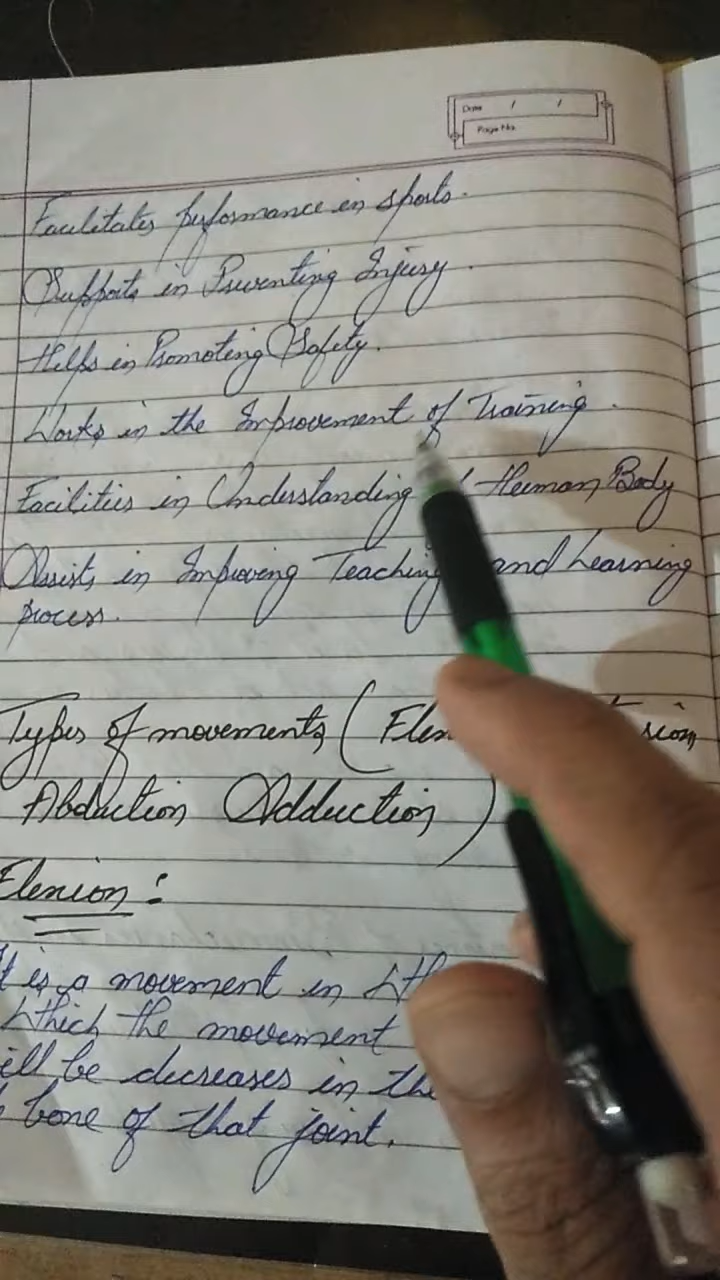 Date / /
Page No.
Facilitates performance in sports.
Supports in Preventing Injury.
Helps in Promoting Safety.
Works in the Improvement of Training.
Facilities in Understanding Human Body
Assists in Improving Teaching and Learning
process.
Types of movements (
Abduction Adduction)
Flexion:
is a movement in
which the movement
be decreases in the
bone of that joint.